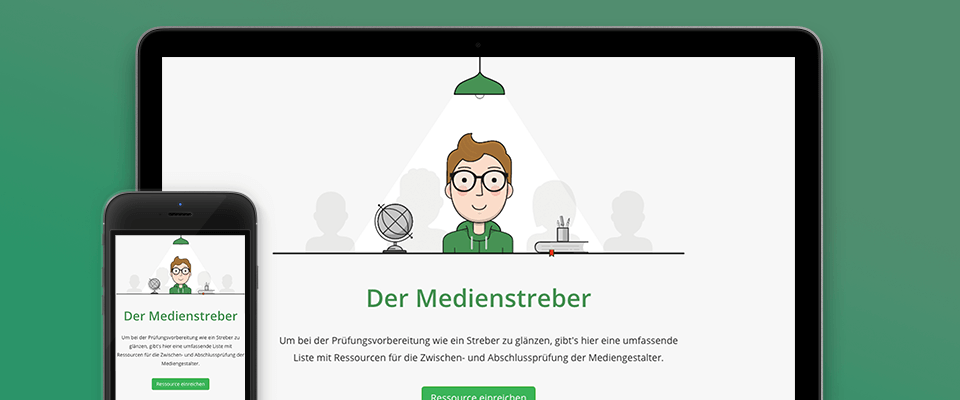 Der Medienstreber
Um bei der Prüfungsvorbereitung wie ein Streber zu glänzen, gibt's hier eine umfassende
Liste mit Ressourcen für die Zwischen- und Abschlussprüfung der Mediengestalter.
Ressource einreichen
Der Medienstreber
Um bei der Prüfungsvorbereitung wie ein Streber zu
glänzen, gibt's hier eine umfassende Liste mit
Ressourcen für die Zwischen- und Abschlussprüfung der
Mediengestalter.
Ressource einreichen